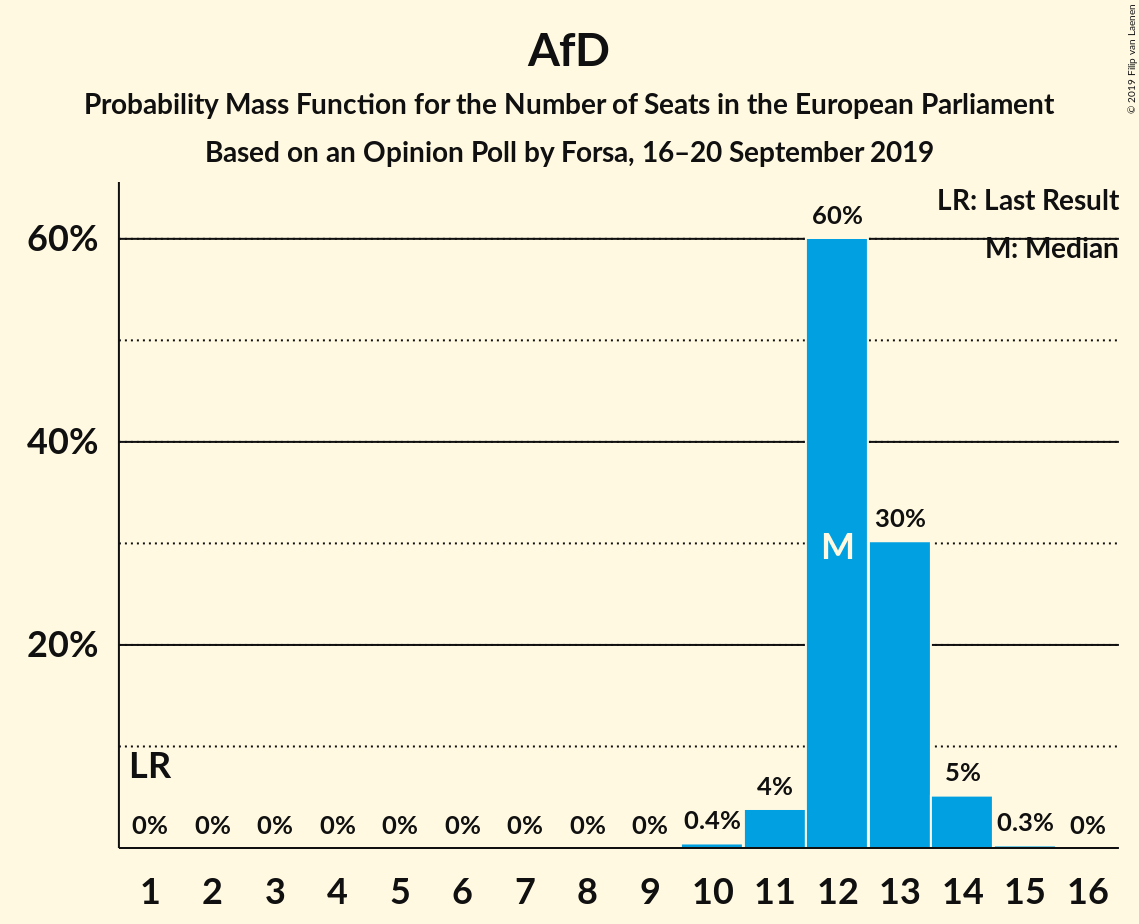 AfD
Probability Mass Function for the Number of Seats in the European Parliament
Based on an Opinion Poll by Forsa, 16–20 September 2019
© 2019 Filip van Laenen
LR: Last Result
M: Median
60%
40%
20%
60%
30%
M
LR
0% 0% 0% 0% 0% 0% 0% 0% 0% 0.4% 4% 5% 0.3% 0%
1 2 3 4 5 6 7 8 9 10 11 12 13 14 15 16